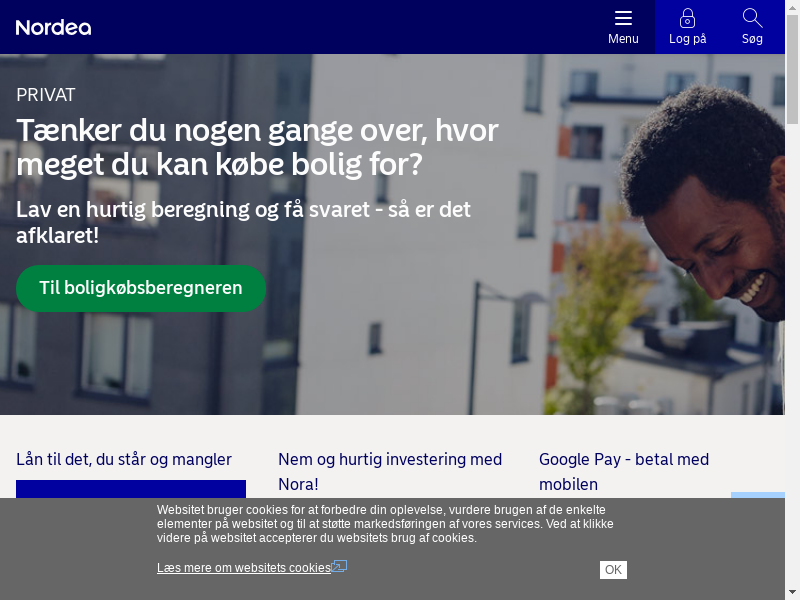 Nordea
Menu
Log på
Søg
PRIVAT
Tænker du nogen gange over, hvor
meget du kan købe bolig for?
Lav en hurtig beregning og få svaret - så er det
afklaret!
Til boligkøbsberegneren
Lån til det, du står og mangler
Nem og hurtig investering med
Nora!
Google Pay - betal med
mobilen
Websitet bruger cookies for at forbedre din oplevelse, vurdere brugen af de enkelte
elementer på websitet og til at støtte markedsføringen af vores services. Ved at klikke
videre på websitet accepterer du websitets brug af cookies.
Læs mere om websitets cookies
OK